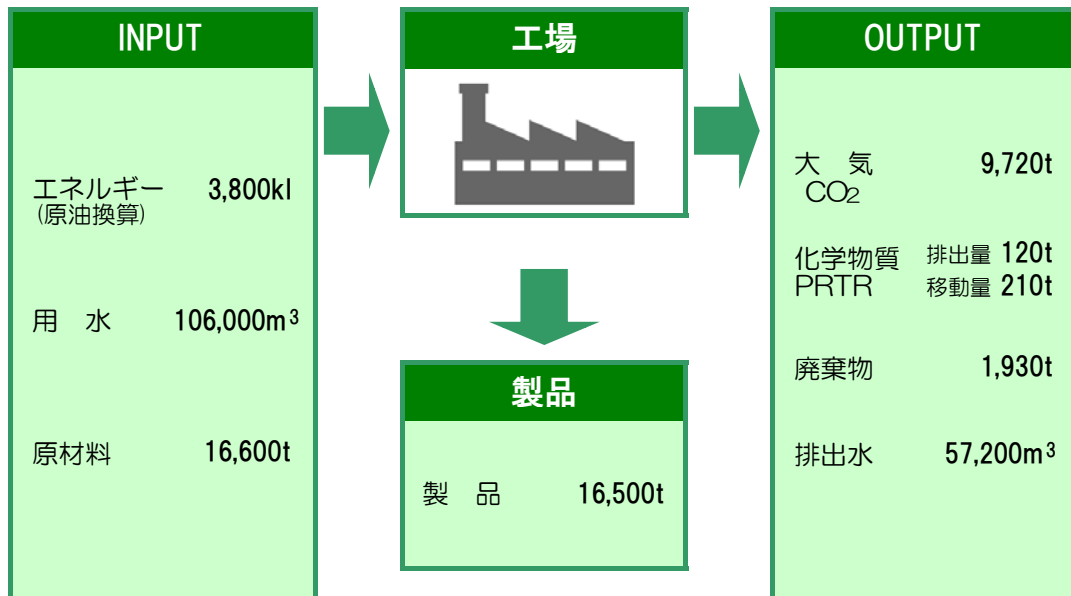 INPUT
エネルギー 3,800kl
(原油換算)
用　水 106,000m³
原材料 16,600t
工場
製品
製　品 16,500t
OUTPUT
大　気 9,720t
CO₂
化学物質 排出量 120t
PRTR 移動量 210t
廃棄物 1,930t
排出水 57,200m³